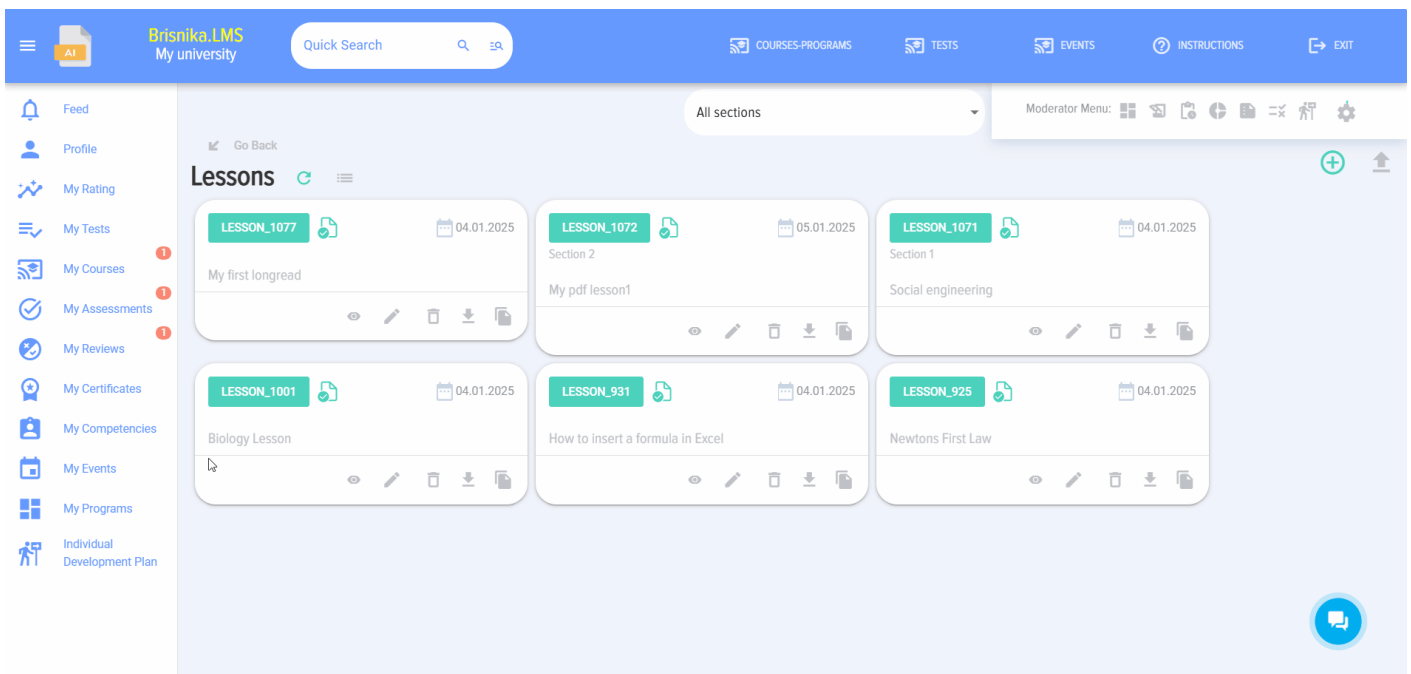 AI
Brisnika.LMS
My university
Quick Search
COURSES-PROGRAMS
TESTS
EVENTS
INSTRUCTIONS
EXIT
Feed
Profile
My Rating
My Tests
1
My Courses
1
My Assessments
1
My Reviews
My Certificates
My Competencies
My Events
My Programs
Individual
Development Plan
All sections
Moderator Menu:
Go Back
Lessons
LESSON_1077
04.01.2025
My first longread
LESSON_1072
05.01.2025
Section 2
My pdf lesson1
LESSON_1071
04.01.2025
Section 1
Social engineering
LESSON_1001
04.01.2025
Biology Lesson
LESSON_931
04.01.2025
How to insert a formula in Excel
LESSON_925
04.01.2025
Newtons First Law